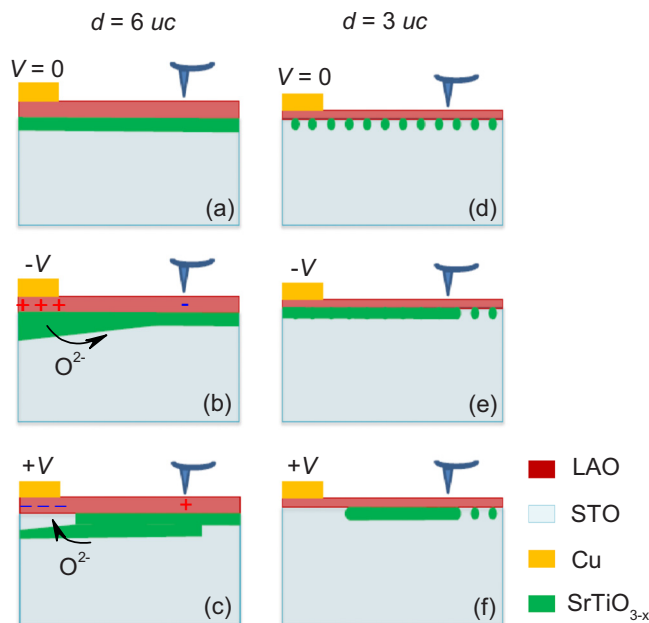 d = 6 uc
d = 3 uc
V = 0
V = 0
(a)
(d)
-V
-V
+ + +
-
O²⁻
(b)
(e)
+V
+V
− − − −
+
O²⁻
(c)
(f)
LAO
STO
Cu
SrTiO₃₋ₓ